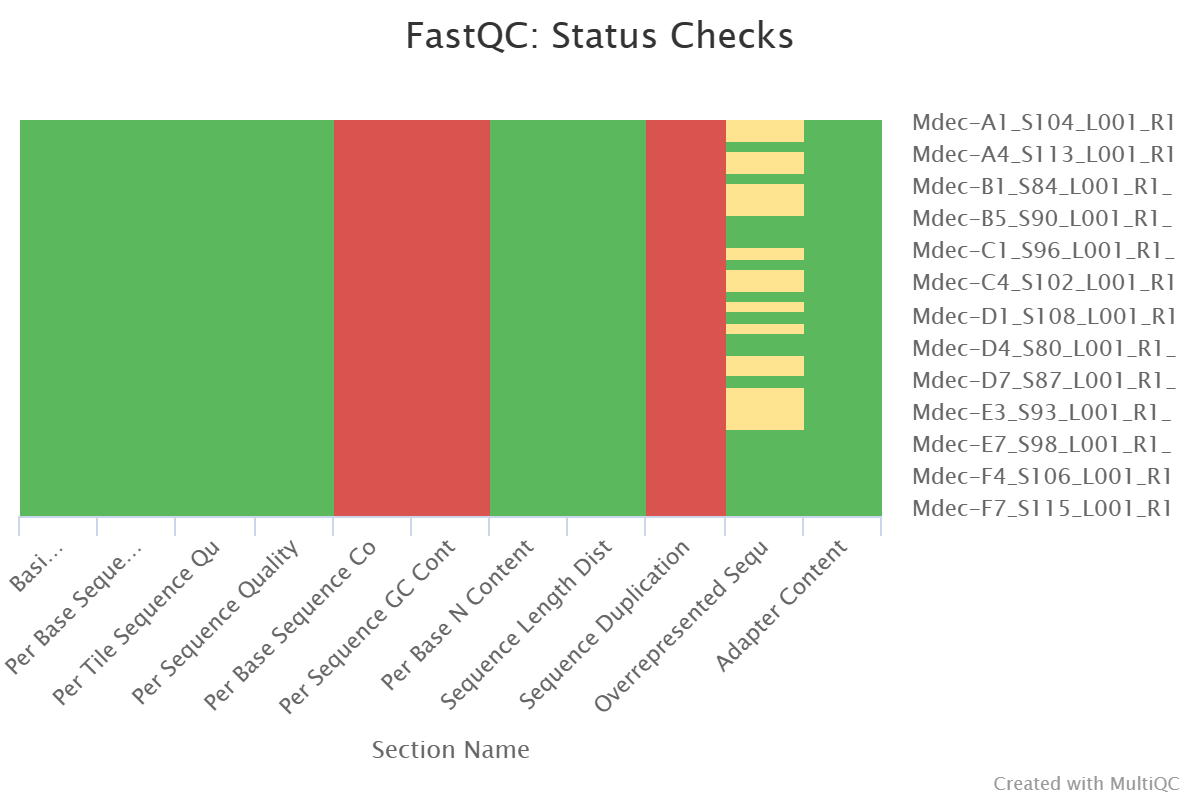 FastQC: Status Checks
Mdec-A1_S104_L001_R1
Mdec-A4_S113_L001_R1
Mdec-B1_S84_L001_R1_
Mdec-B5_S90_L001_R1_
Mdec-C1_S96_L001_R1_
Mdec-C4_S102_L001_R1
Mdec-D1_S108_L001_R1
Mdec-D4_S80_L001_R1_
Mdec-D7_S87_L001_R1_
Mdec-E3_S93_L001_R1_
Mdec-E7_S98_L001_R1_
Mdec-F4_S106_L001_R1
Mdec-F7_S115_L001_R1
Basi...
Per Base Seque...
Per Tile Sequence Qu
Per Sequence Quality
Per Base Sequence Co
Per Sequence GC Cont
Per Base N Content
Sequence Length Dist
Sequence Duplication
Overrepresented Sequ
Adapter Content
Section Name
Created with MultiQC